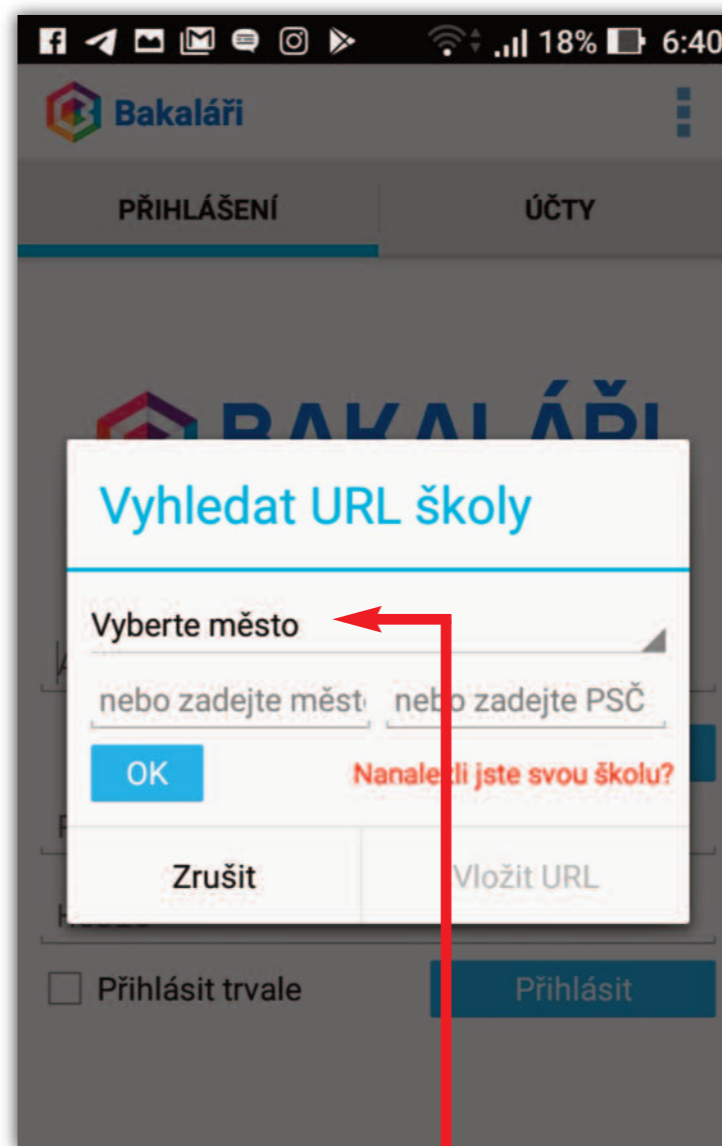 18% 6:40
Bakaláři
PŘIHLÁŠENÍ ÚČTY
BAKALÁŘI
Vyhledat URL školy
Vyberte město
nebo zadejte měst nebo zadejte PSČ
OK Nanalezli jste svou školu?
Zrušit Vložit URL
Přihlásit trvale Přihlásit